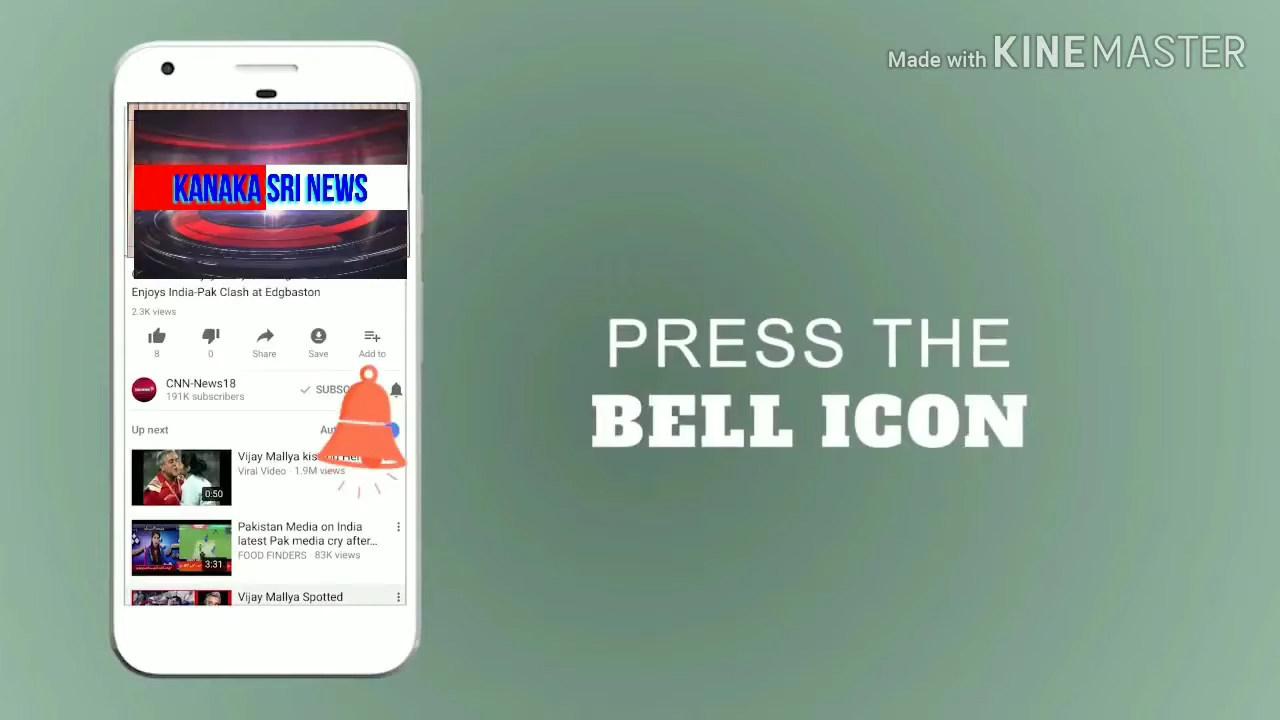 Made with KINEMASTER
KANAKA SRI NEWS
Enjoys India-Pak Clash at Edgbaston
2.3K views
8
0
Share
Save
Add to
CNN-News18
191K subscribers
Up next
Vijay Mallya
Viral Video · 1.9M views
0:50
Pakistan Media on India
latest Pak media cry after...
FOOD FINDERS · 83K views
3:31
Vijay Mallya Spotted
PRESS THE
BELL ICON